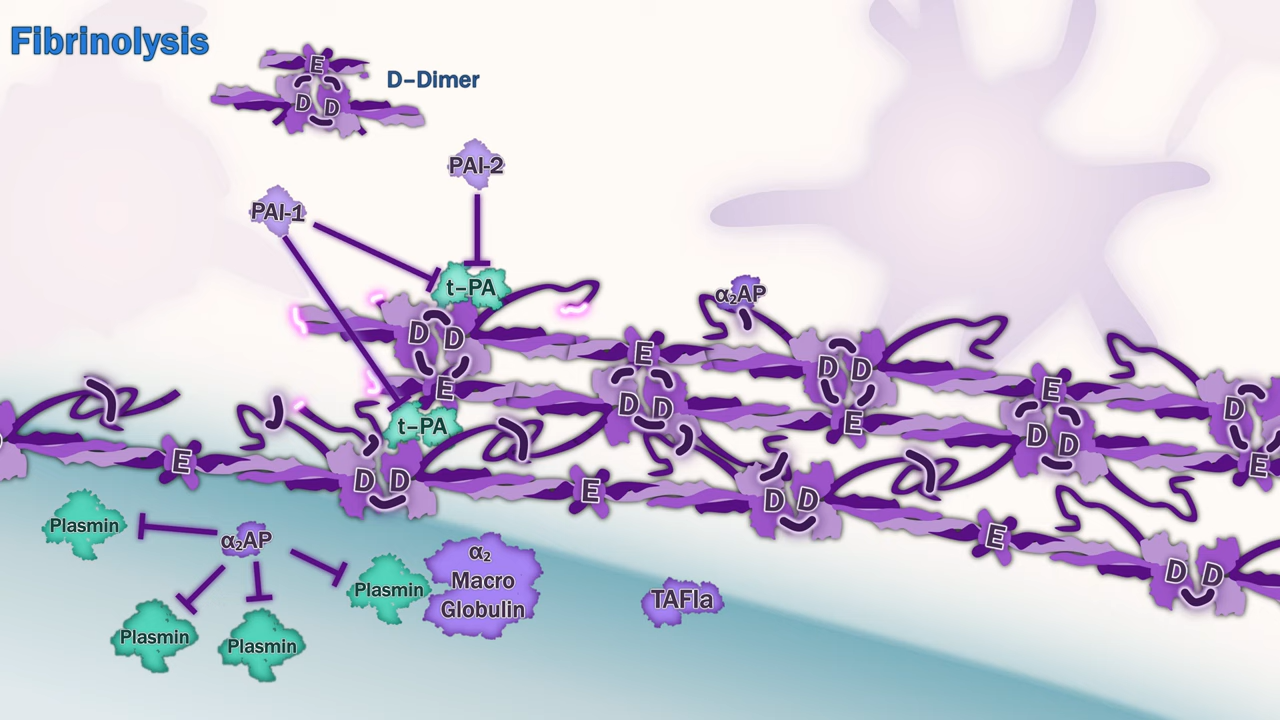 Fibrinolysis
E
D-Dimer
D D
PAI-2
PAI-1
t-PA
α₂AP
D D
E
D D
E
E
t-PA
D D
E
D
D D
E
E
D D
E
E
D D
D D
E
Plasmin
α₂AP
Plasmin
α₂
Macro
Globulin
TAFIa
D D
Plasmin
Plasmin